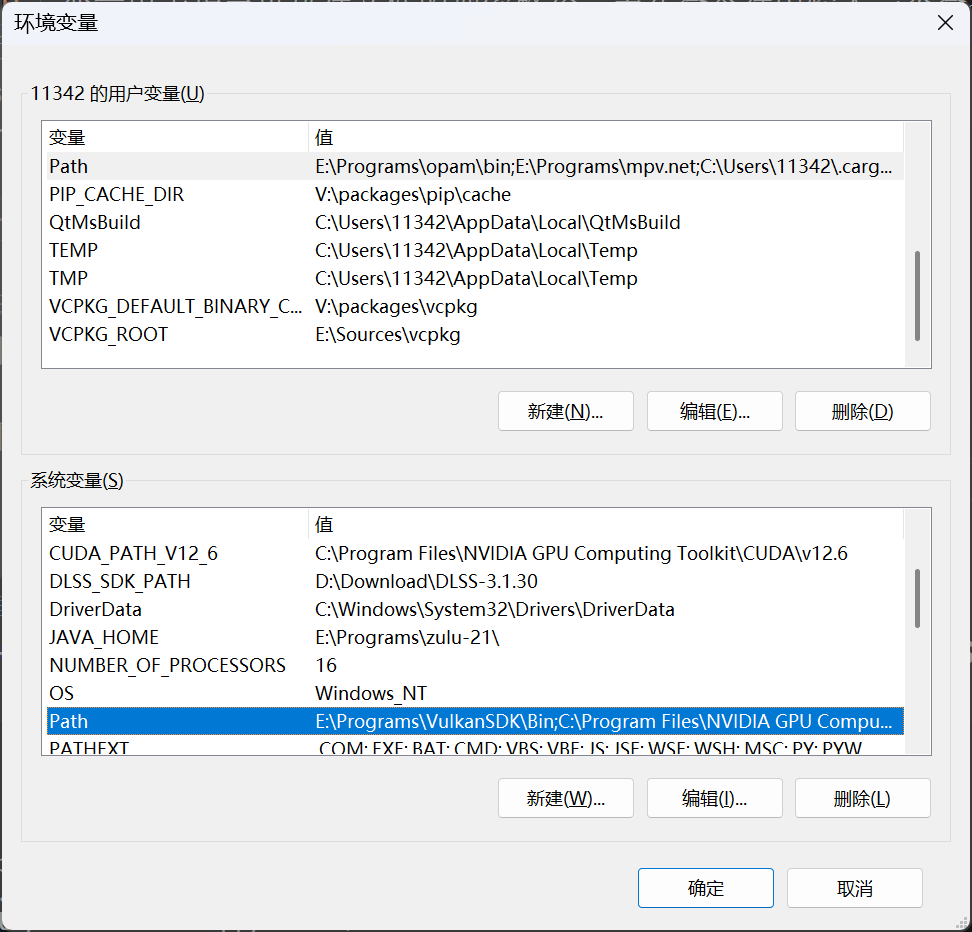 环境变量
11342 的用户变量(U)
变量 值
Path E:\Programs\opam\bin;E:\Programs\mpv.net;C:\Users\11342\.carg...
PIP_CACHE_DIR V:\packages\pip\cache
QtMsBuild C:\Users\11342\AppData\Local\QtMsBuild
TEMP C:\Users\11342\AppData\Local\Temp
TMP C:\Users\11342\AppData\Local\Temp
VCPKG_DEFAULT_BINARY_C... V:\packages\vcpkg
VCPKG_ROOT E:\Sources\vcpkg
新建(N)... 编辑(E)... 删除(D)
系统变量(S)
变量 值
CUDA_PATH_V12_6 C:\Program Files\NVIDIA GPU Computing Toolkit\CUDA\v12.6
DLSS_SDK_PATH D:\Download\DLSS-3.1.30
DriverData C:\Windows\System32\Drivers\DriverData
JAVA_HOME E:\Programs\zulu-21\
NUMBER_OF_PROCESSORS 16
OS Windows_NT
Path E:\Programs\VulkanSDK\Bin;C:\Program Files\NVIDIA GPU Compu...
PATHEXT .COM;.EXE;.BAT;.CMD;.VBS;.VBE;.JS;.JSE;.WSF;.WSH;.MSC;.PY;.PYW
新建(W)... 编辑(I)... 删除(L)
确定 取消